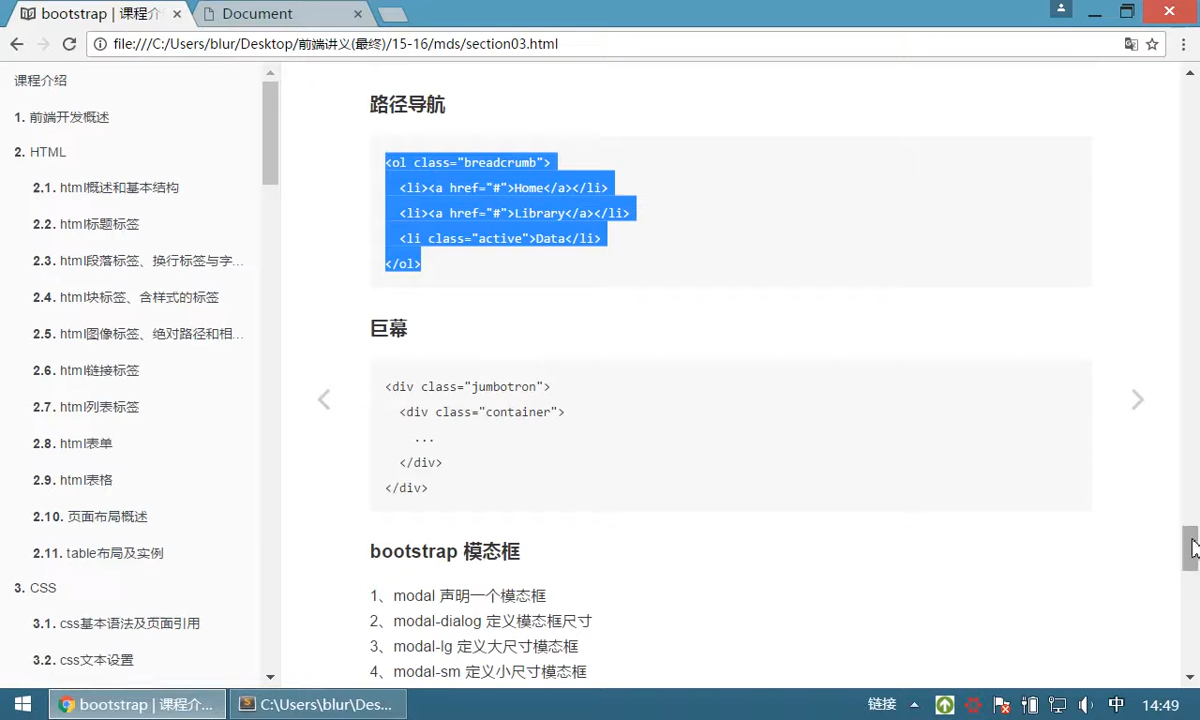 bootstrap | 课程介
Document
file:///C:/Users/blur/Desktop/前端讲义(最终)/15-16/mds/section03.html
课程介绍
1. 前端开发概述
2. HTML
2.1. html概述和基本结构
2.2. html标题标签
2.3. html段落标签、换行标签与字...
2.4. html块标签、含样式的标签
2.5. html图像标签、绝对路径和相...
2.6. html链接标签
2.7. html列表标签
2.8. html表单
2.9. html表格
2.10. 页面布局概述
2.11. table布局及实例
3. CSS
3.1. css基本语法及页面引用
3.2. css文本设置
路径导航
<ol class="breadcrumb">
<li><a href="#">Home</a></li>
<li><a href="#">Library</a></li>
<li class="active">Data</li>
</ol>
巨幕
<div class="jumbotron">
<div class="container">
...
</div>
</div>
bootstrap 模态框
1、modal 声明一个模态框
2、modal-dialog 定义模态框尺寸
3、modal-lg 定义大尺寸模态框
4、modal-sm 定义小尺寸模态框
bootstrap | 课程介...
C:\Users\blur\Des...
链接
中
14:49